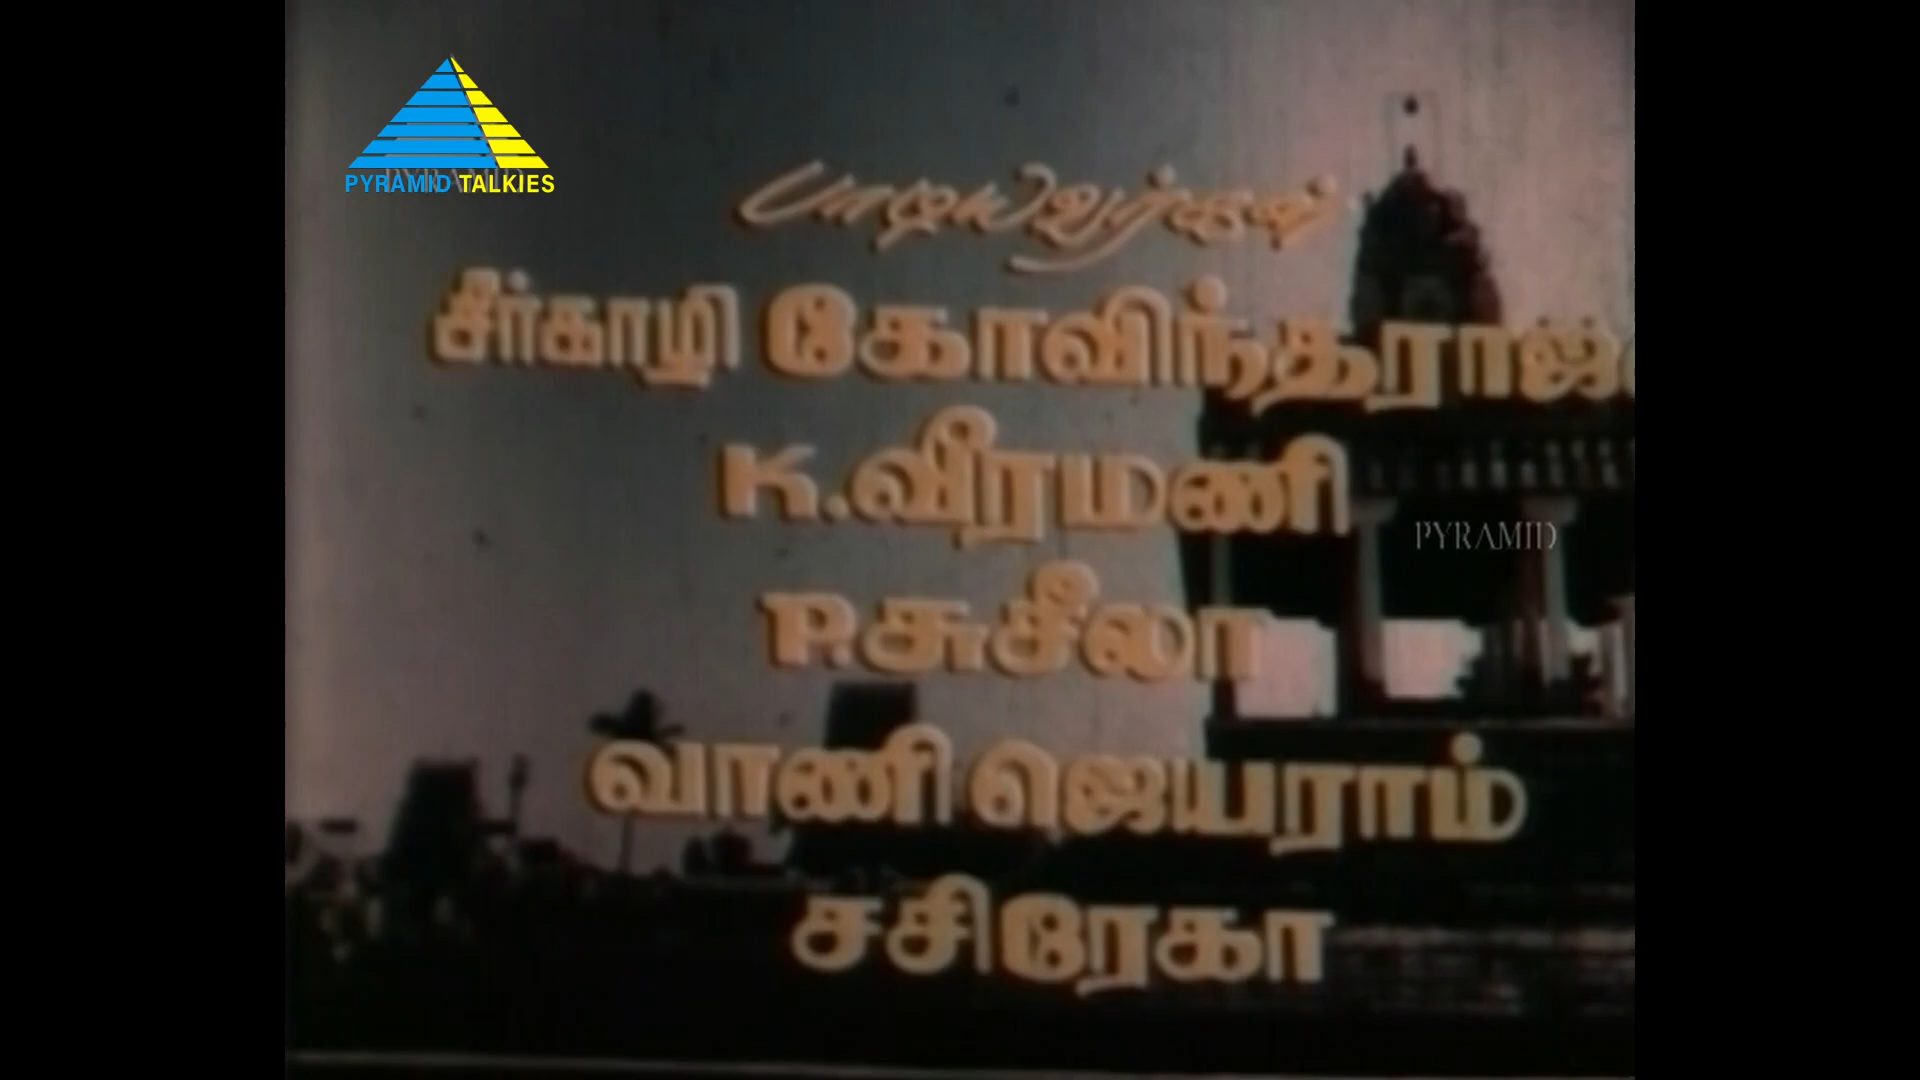 PYRAMID TALKIES
பாடியவர்கள்
சீர்காழி கோவிந்தராஜ
K.வீரமணி
PYRAMID
P.சுசீலா
வாணி ஜெயராம்
சசிரேகா